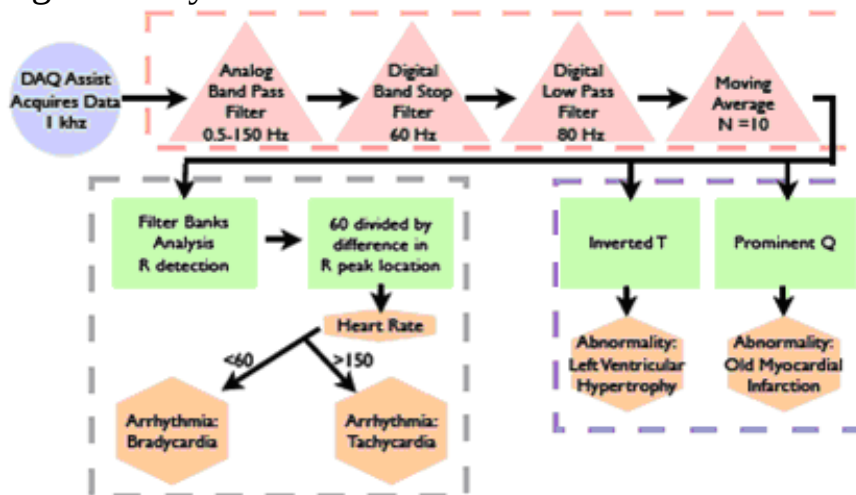 DAQ Assist
Acquires Data
1 khz
Analog
Band Pass
Filter
0.5-150 Hz
Digital
Band Stop
Filter
60 Hz
Digital
Low Pass
Filter
80 Hz
Moving
Average
N =10
Filter Banks
Analysis
R detection
60 divided by
difference in
R peak location
Inverted T
Prominent Q
Heart Rate
<60
>150
Abnormality:
Left Ventricular
Hypertrophy
Abnormality:
Old Myocardial
Infarction
Arrhythmia:
Bradycardia
Arrhythmia:
Tachycardia